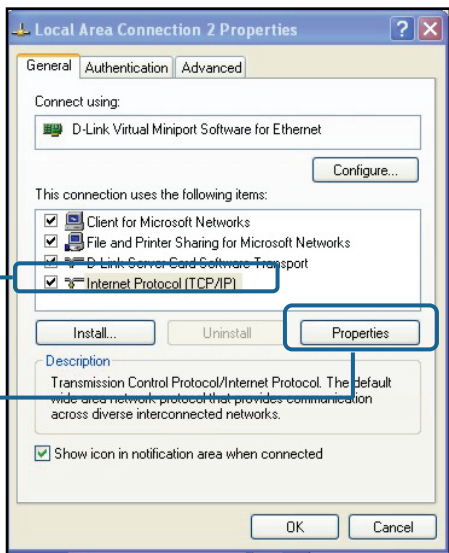 Local Area Connection 2 Properties
General Authentication Advanced
Connect using:
D-Link Virtual Miniport Software for Ethernet
Configure...
This connection uses the following items:
Client for Microsoft Networks
File and Printer Sharing for Microsoft Networks
D-Link Server Card Software Transport
Internet Protocol (TCP/IP)
Install... Uninstall Properties
Description
Transmission Control Protocol/Internet Protocol. The default
wide area network protocol that provides communication
across diverse interconnected networks.
Show icon in notification area when connected
OK Cancel